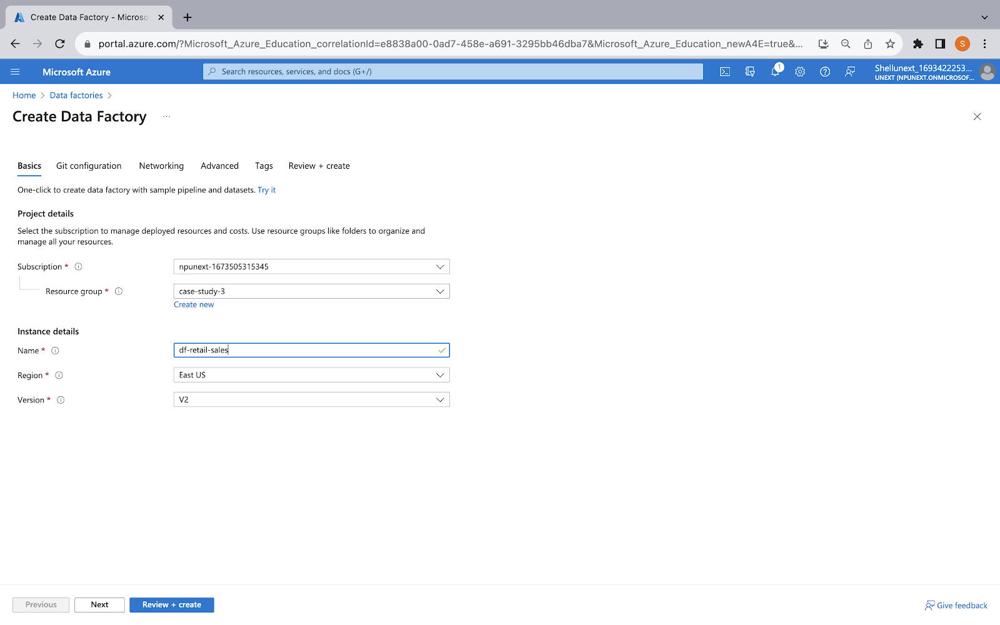 Create Data Factory - Microso
portal.azure.com/?Microsoft_Azure_Education_correlationId=e8838a00-0ad7-458e-a691-3295bb46dba7&Microsoft_Azure_Education_newA4E=true&...
S
Microsoft Azure
Search resources, services, and docs (G+/)
1
Shellunext_1693422253...
UNEXT (NPUNEXT.ONMICROSOF...
Home > Data factories >
Create Data Factory ...
Basics Git configuration Networking Advanced Tags Review + create
One-click to create data factory with sample pipeline and datasets. Try it
Project details
Select the subscription to manage deployed resources and costs. Use resource groups like folders to organize and
manage all your resources.
Subscription * npunext-1673505315345
Resource group * case-study-3
Create new
Instance details
Name * df-retail-sales
Region * East US
Version * V2
Previous Next Review + create Give feedback